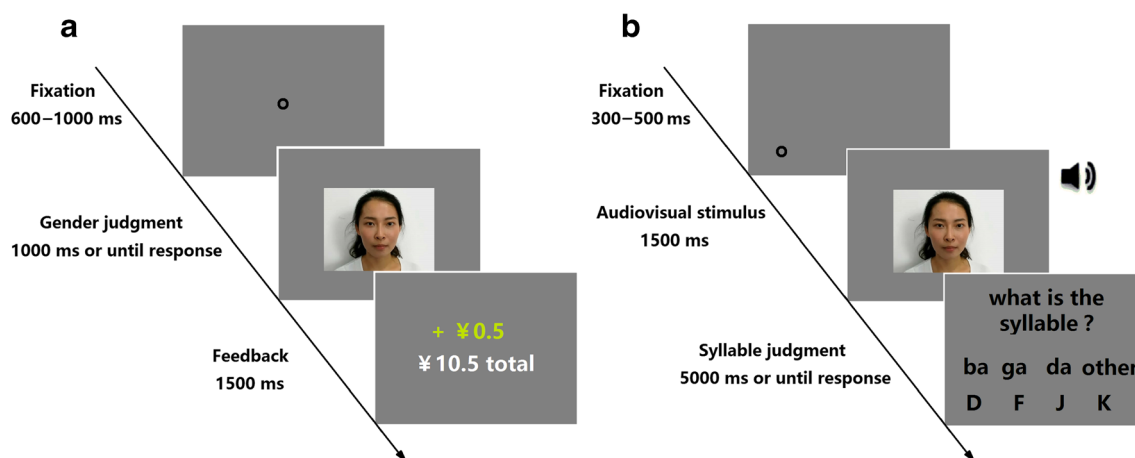 a
Fixation
600–1000 ms
Gender judgment
1000 ms or until response
+ ¥0.5
¥10.5 total
Feedback
1500 ms
b
Fixation
300–500 ms
Audiovisual stimulus
1500 ms
what is the
syllable ?
Syllable judgment
5000 ms or until response
ba ga da other
D F J K